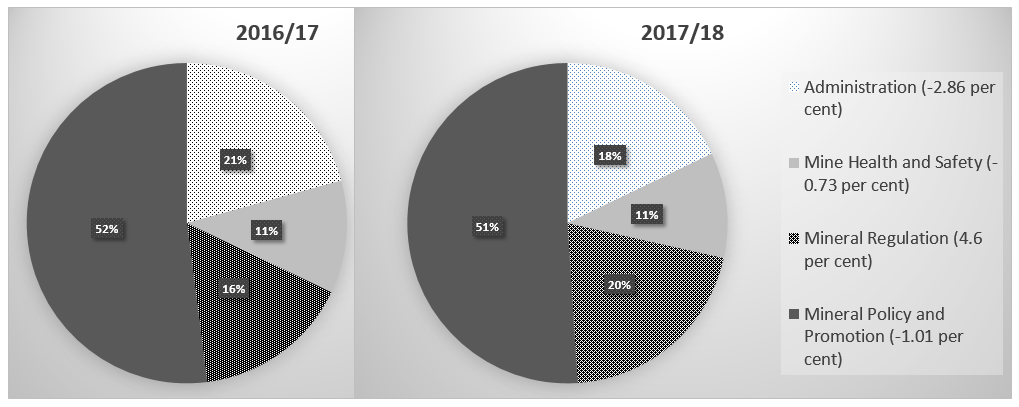 2016/17
21%
11%
16%
52%
2017/18
18%
11%
20%
51%
Administration (-2.86 per
cent)
Mine Health and Safety (-
0.73 per cent)
Mineral Regulation (4.6
per cent)
Mineral Policy and
Promotion (-1.01 per
cent)